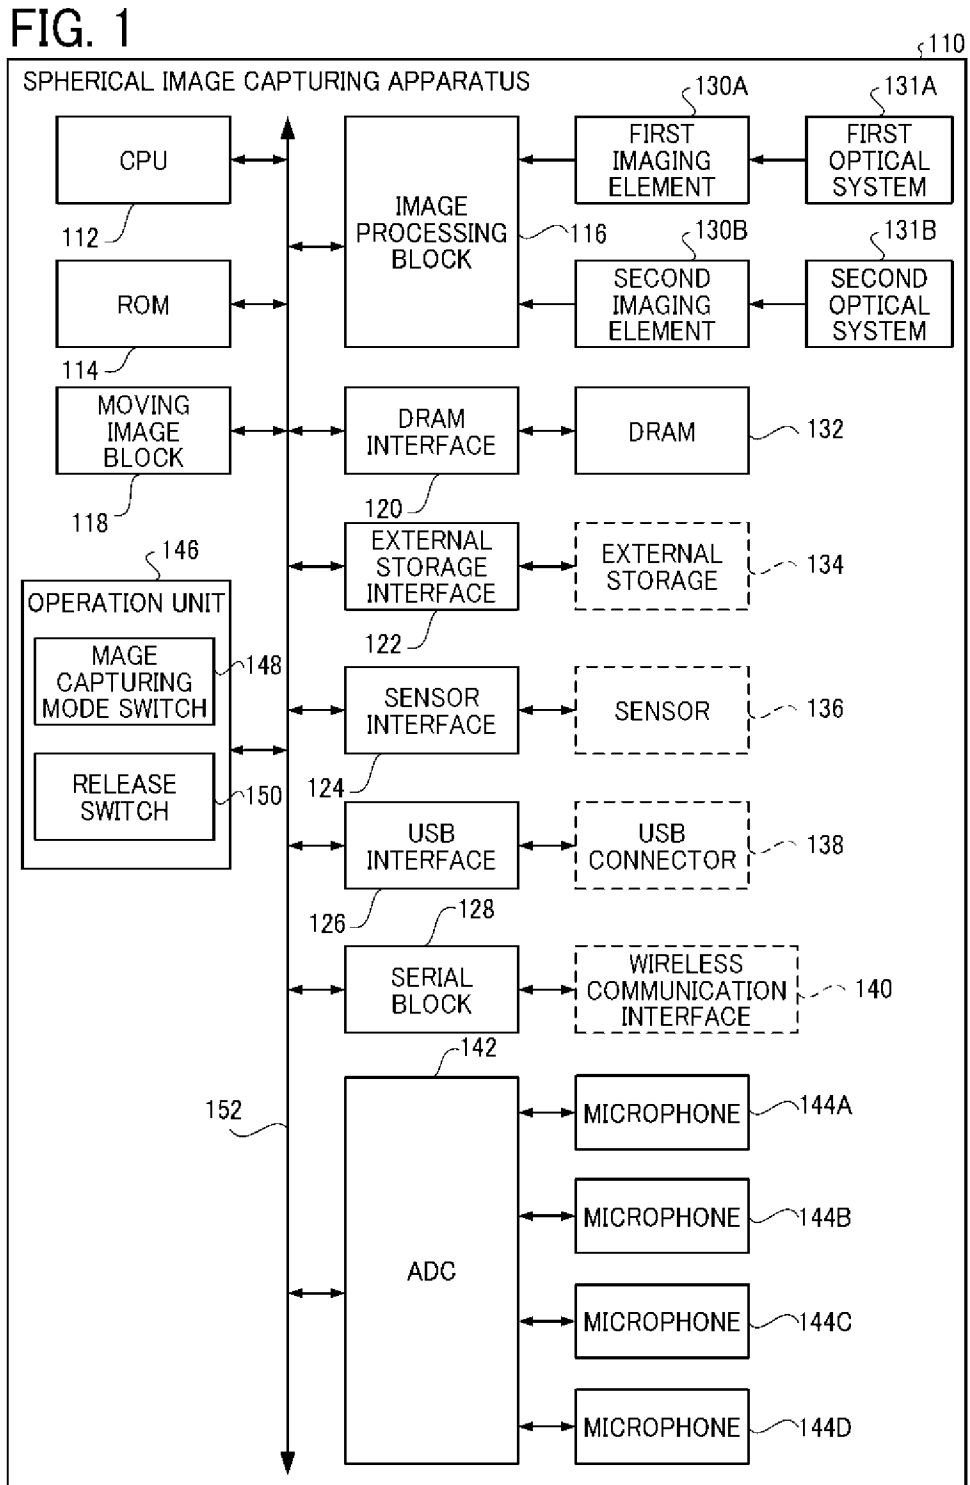 FIG. 1
110
SPHERICAL IMAGE CAPTURING APPARATUS
CPU
112
ROM
114
MOVING
IMAGE
BLOCK
118
146
OPERATION UNIT
MAGE
CAPTURING
MODE SWITCH
148
RELEASE
SWITCH
150
152
IMAGE
PROCESSING
BLOCK
116
130A
FIRST
IMAGING
ELEMENT
131A
FIRST
OPTICAL
SYSTEM
130B
SECOND
IMAGING
ELEMENT
131B
SECOND
OPTICAL
SYSTEM
DRAM
INTERFACE
120
DRAM
132
EXTERNAL
STORAGE
INTERFACE
122
EXTERNAL
STORAGE
134
SENSOR
INTERFACE
124
SENSOR
136
USB
INTERFACE
126
USB
CONNECTOR
138
128
SERIAL
BLOCK
WIRELESS
COMMUNICATION
INTERFACE
140
142
ADC
MICROPHONE
144A
MICROPHONE
144B
MICROPHONE
144C
MICROPHONE
144D